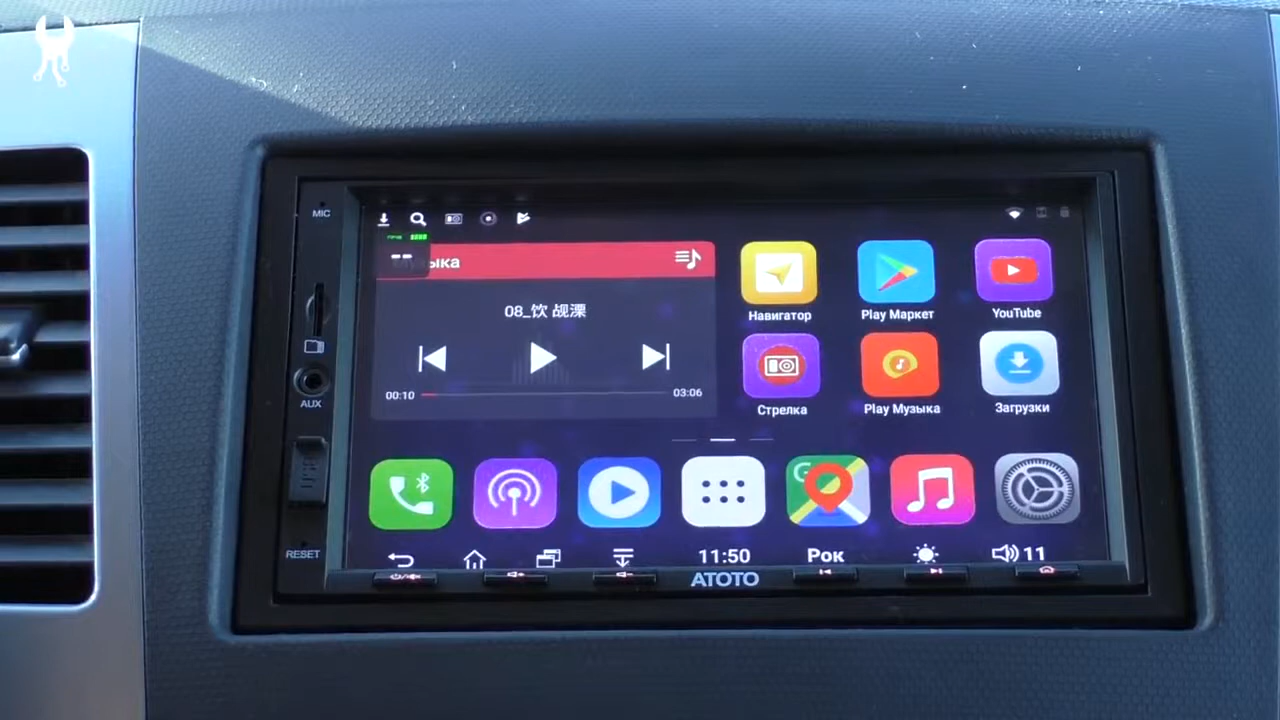 MIC
ыка
08_饮 觇溧
00:10
03:06
Навигатор
Play Маркет
YouTube
Стрелка
Play Музыка
Загрузки
AUX
G
RESET
11:50
Рок
11
ATOTO